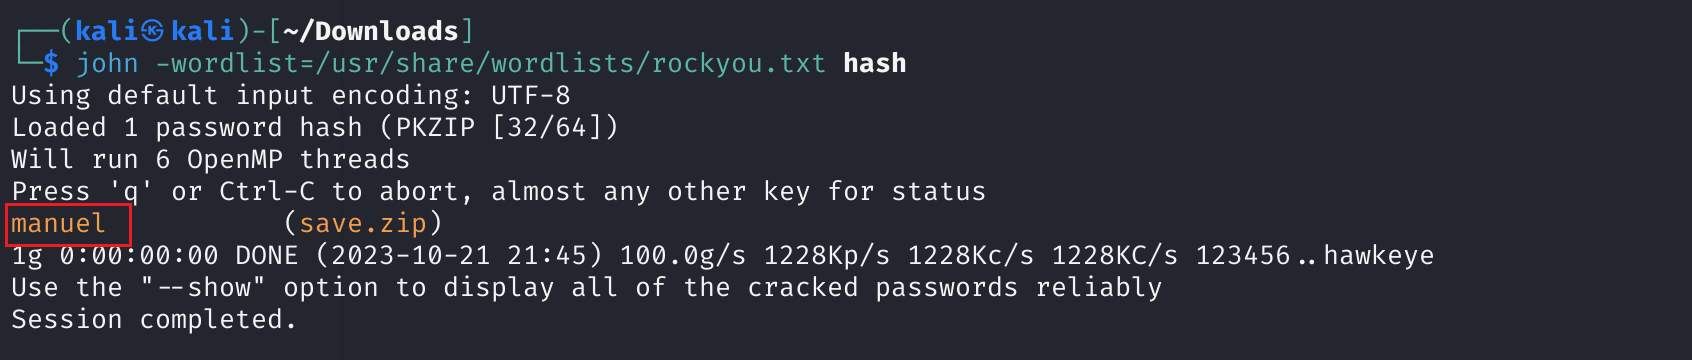 ┌──(kali㉿kali)-[~/Downloads]
└─$ john -wordlist=/usr/share/wordlists/rockyou.txt hash
Using default input encoding: UTF-8
Loaded 1 password hash (PKZIP [32/64])
Will run 6 OpenMP threads
Press 'q' or Ctrl-C to abort, almost any other key for status
manuel           (save.zip)
1g 0:00:00:00 DONE (2023-10-21 21:45) 100.0g/s 1228Kp/s 1228Kc/s 1228KC/s 123456..hawkeye
Use the "--show" option to display all of the cracked passwords reliably
Session completed.